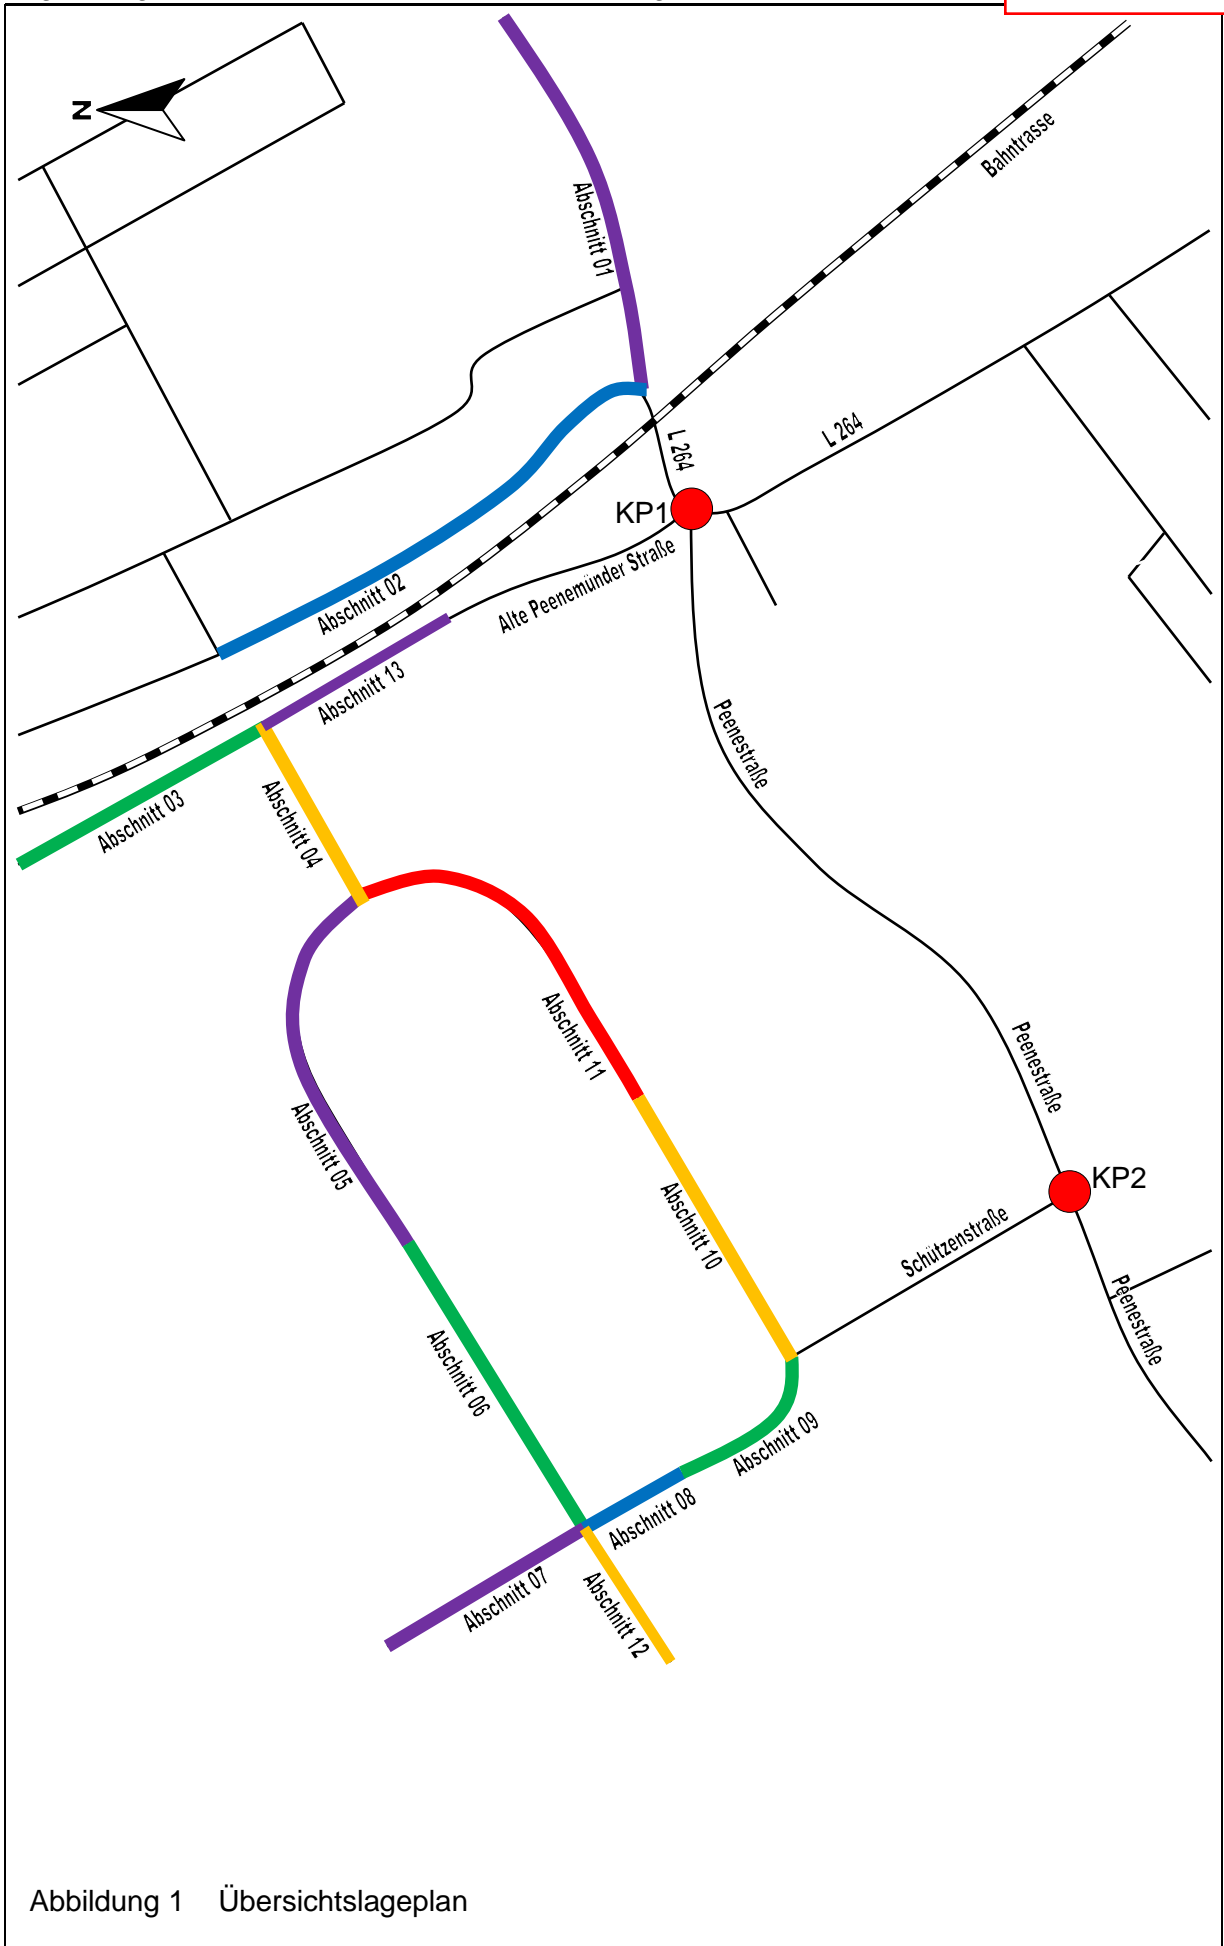 N
Abschnitt 01
Bahntrasse
L 264
L 264
KP1
Alte Peenemünder Straße
Abschnitt 02
Abschnitt 13
Abschnitt 03
Abschnitt 04
Peenestraße
Abschnitt 11
Peenestraße
Abschnitt 05
Abschnitt 10
KP2
Schützenstraße
Peenestraße
Abschnitt 06
Abschnitt 09
Abschnitt 08
Abschnitt 07
Abschnitt 12
Abbildung 1 Übersichtslageplan